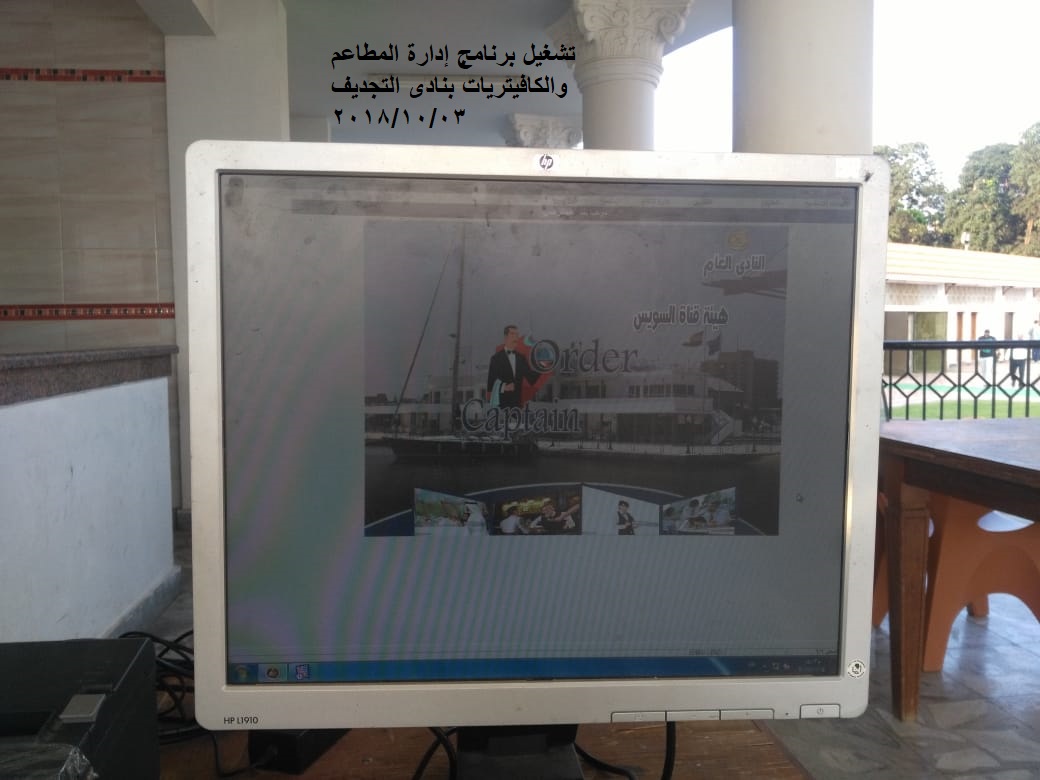 تشغيل برنامج إدارة المطاعم
والكافيتريات بنادى التجديف
٢٠١٨/١٠/٠٣
hp
النادى العام
هيئة قناة السويس
Order
Captain
HP L1910